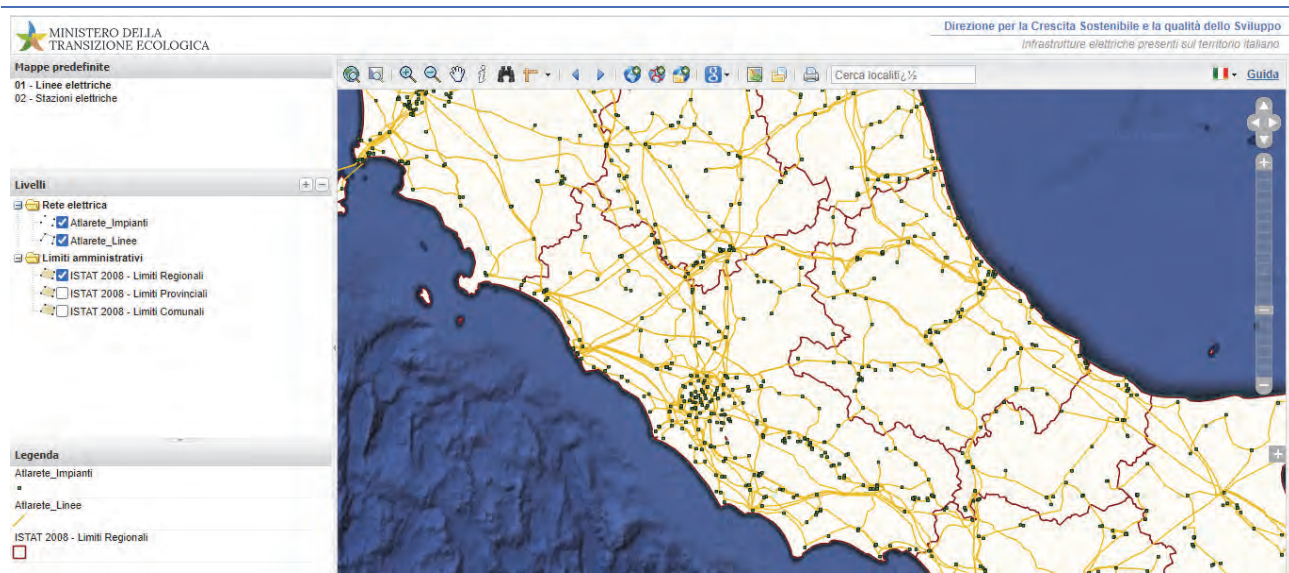 MINISTERO DELLA
TRANSIZIONE ECOLOGICA
Direzione per la Crescita Sostenibile e la qualità dello Sviluppo
Infrastrutture elettriche presenti sul territorio italiano
Mappe predefinite
01 - Linee elettriche
02 - Stazioni elettriche
Cerca localitï¿½
Guida
Livelli
Rete elettrica
Atlarete_Impianti
Atlarete_Linee
Limiti amministrativi
ISTAT 2008 - Limiti Regionali
ISTAT 2008 - Limiti Provinciali
ISTAT 2008 - Limiti Comunali
Legenda
Atlarete_Impianti
Atlarete_Linee
ISTAT 2008 - Limiti Regionali